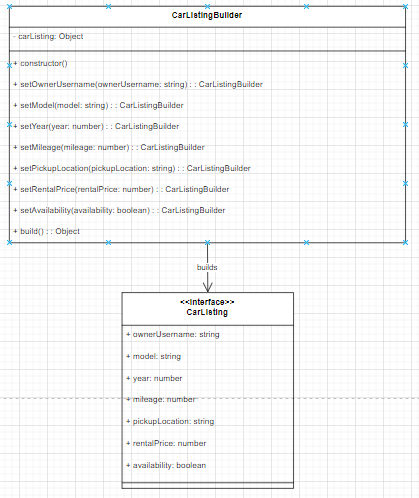 CarListingBuilder
- carListing: Object
+ constructor()
+ setOwnerUsername(ownerUsername: string) : : CarListingBuilder
+ setModel(model: string) : : CarListingBuilder
+ setYear(year: number) : : CarListingBuilder
+ setMileage(mileage: number) : : CarListingBuilder
+ setPickupLocation(pickupLocation: string) : : CarListingBuilder
+ setRentalPrice(rentalPrice: number) : : CarListingBuilder
+ setAvailability(availability: boolean) : : CarListingBuilder
+ build() : : Object
builds
<<Interface>>
CarListing
+ ownerUsername: string
+ model: string
+ year: number
+ mileage: number
+ pickupLocation: string
+ rentalPrice: number
+ availability: boolean